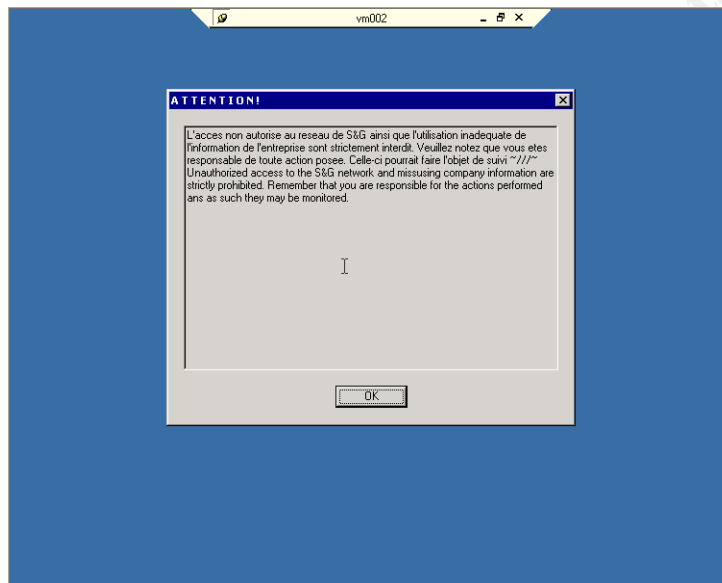 vm002
ATTENTION!
L'acces non autorise au reseau de S&G ainsi que l'utilisation inadequate de
l'information de l'entreprise sont strictement interdit. Veuillez notez que vous etes
responsable de toute action posee. Celle-ci pourrait faire l'objet de suivi ~///~
Unauthorized access to the S&G network and missusing company information are
strictly prohibited. Remember that you are responsible for the actions performed
ans as such they may be monitored.
OK